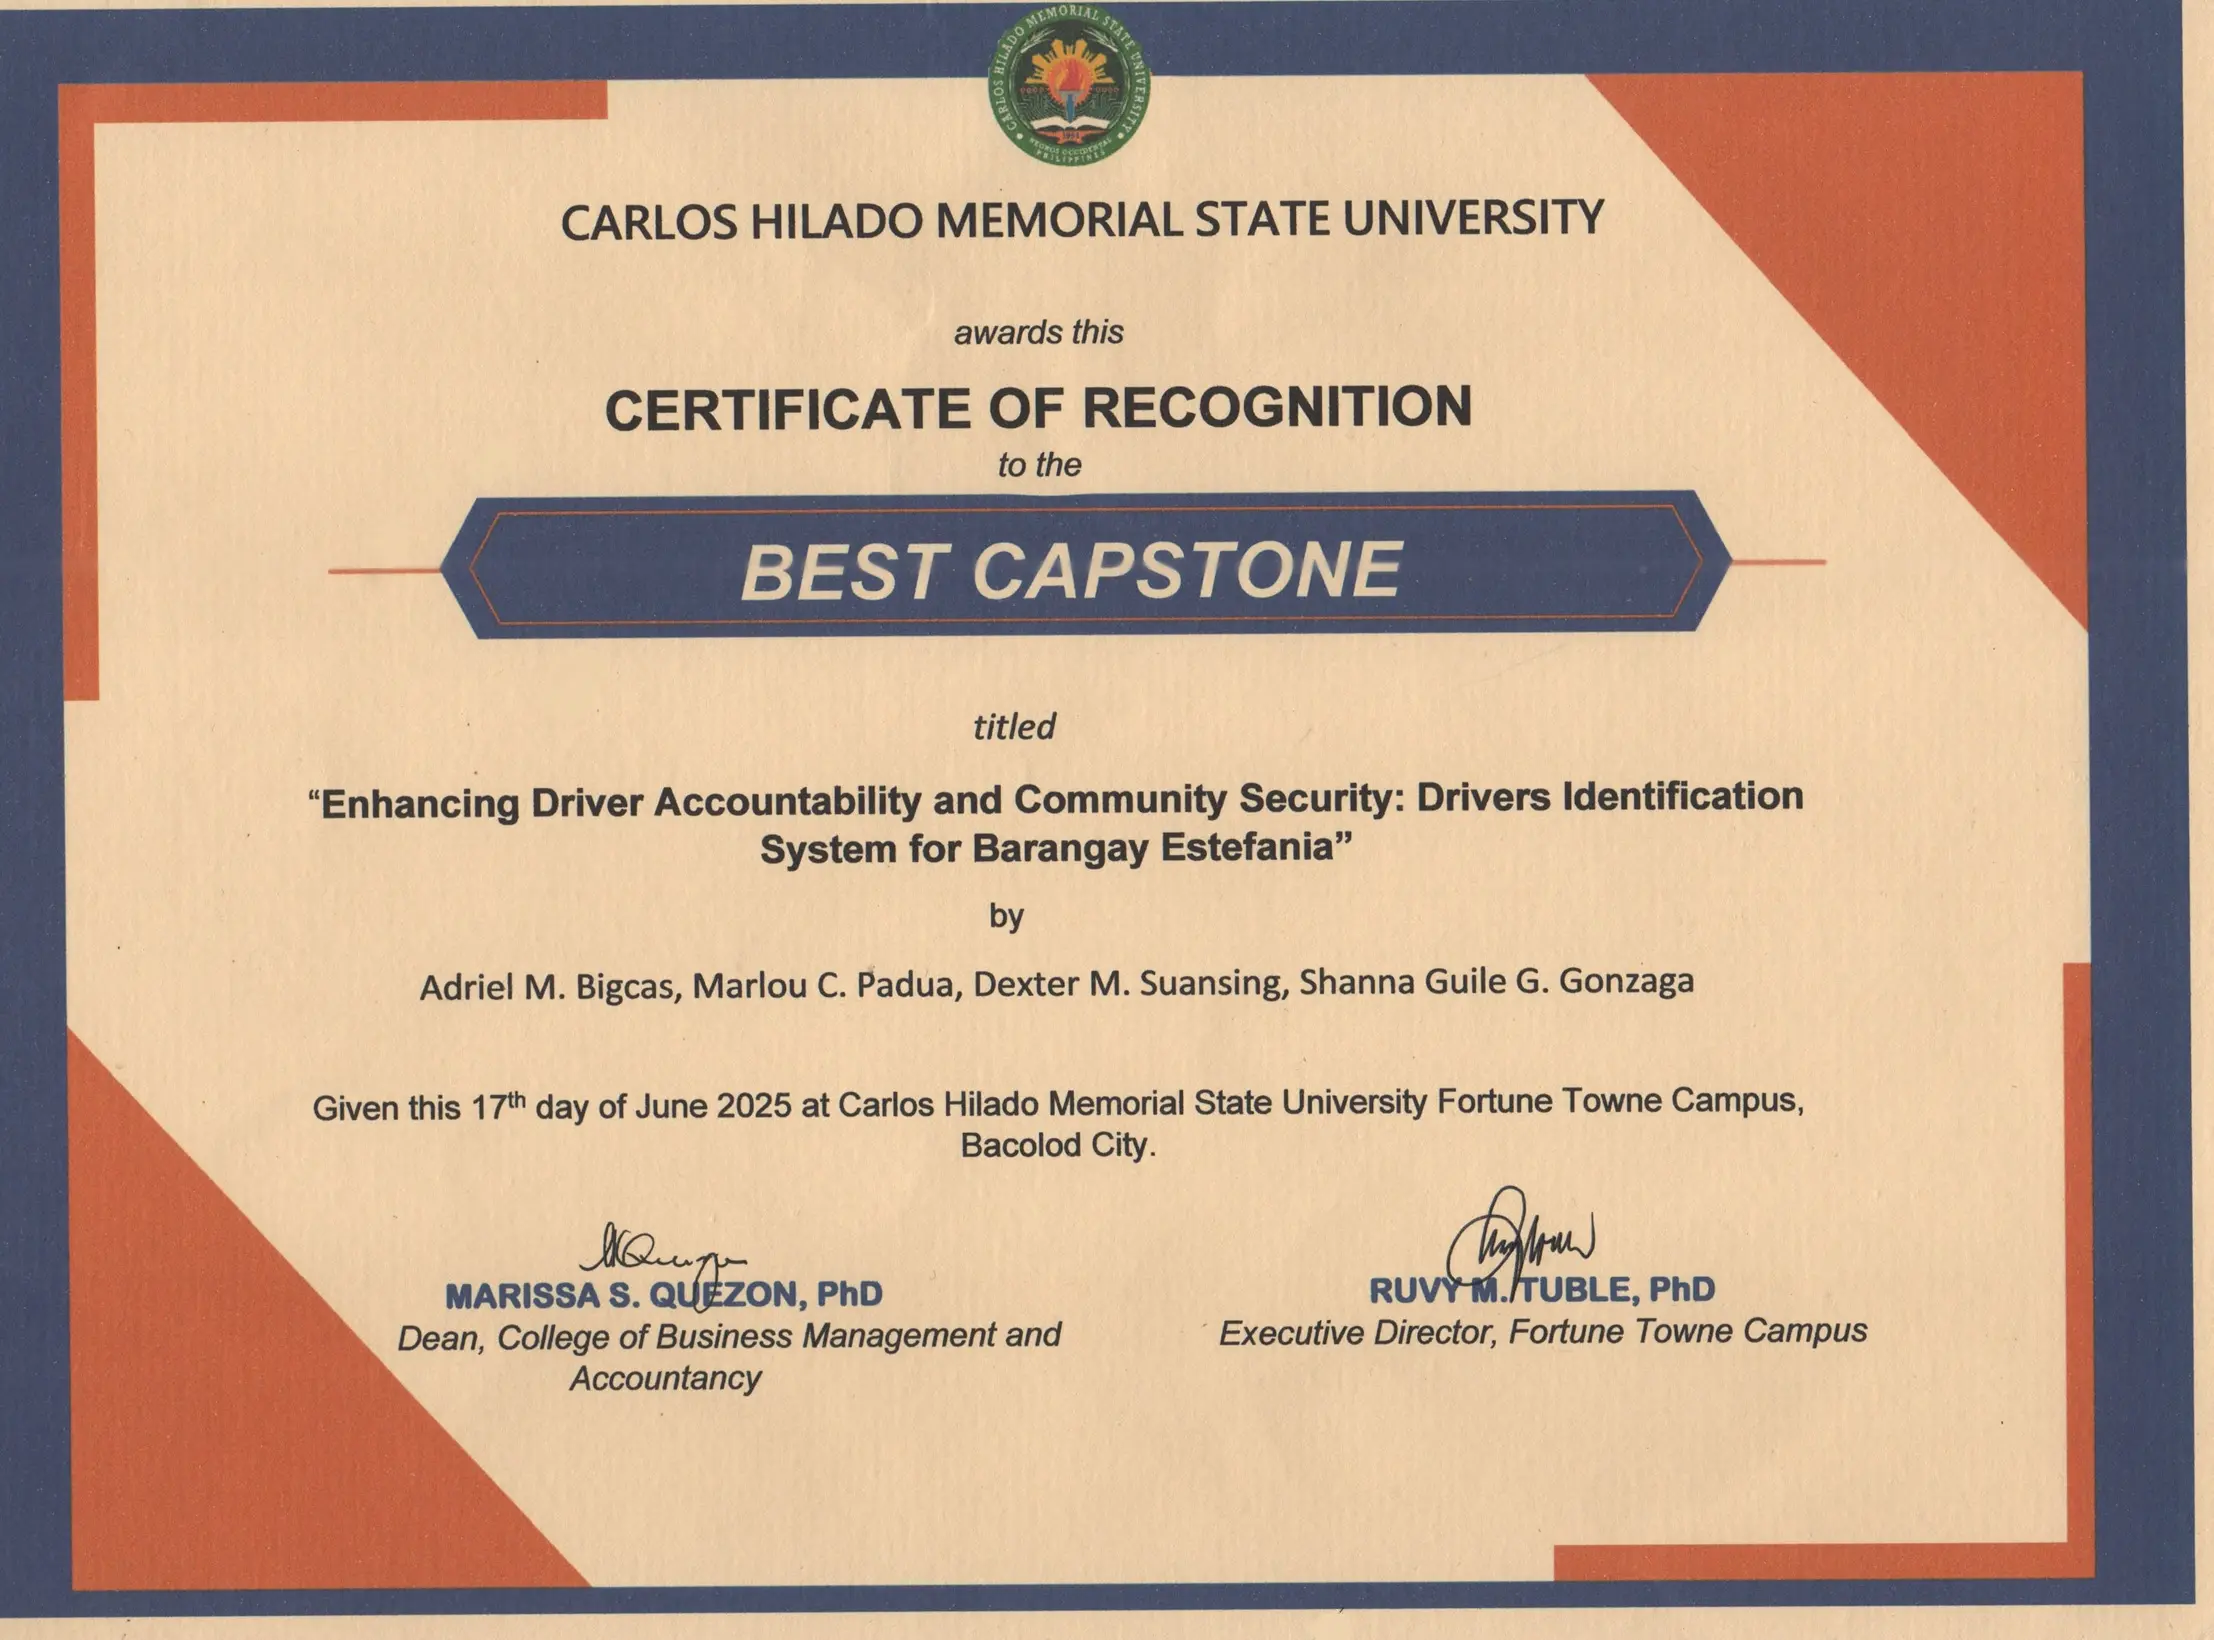 CARLOS HILADO MEMORIAL STATE UNIVERSITY
NEGROS OCCIDENTAL
PHILIPPINES
CARLOS HILADO MEMORIAL STATE UNIVERSITY
awards this
CERTIFICATE OF RECOGNITION
to the
BEST CAPSTONE
titled
“Enhancing Driver Accountability and Community Security: Drivers Identification
System for Barangay Estefania”
by
Adriel M. Bigcas, Marlou C. Padua, Dexter M. Suansing, Shanna Guile G. Gonzaga
Given this 17th day of June 2025 at Carlos Hilado Memorial State University Fortune Towne Campus,
Bacolod City.
MARISSA S. QUEZON, PhD
Dean, College of Business Management and
Accountancy
RUVY M. TUBLE, PhD
Executive Director, Fortune Towne Campus